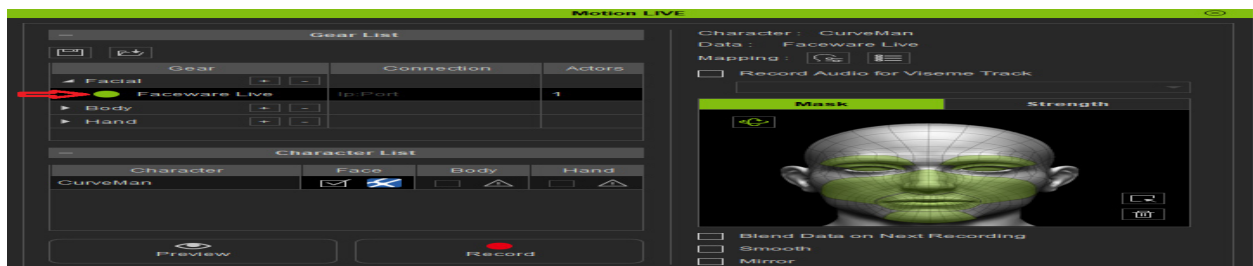 Motion LIVE
Gear List
Gear Connection Actors
Facial + -
Faceware Live Ip:Port 1
Body + -
Hand + -
Character List
Character Face Body Hand
CurveMan
Preview Record
Character : CurveMan
Data : Faceware Live
Mapping :
Record Audio for Viseme Track
Mask Strength
Blend Data on Next Recording
Smooth
Mirror